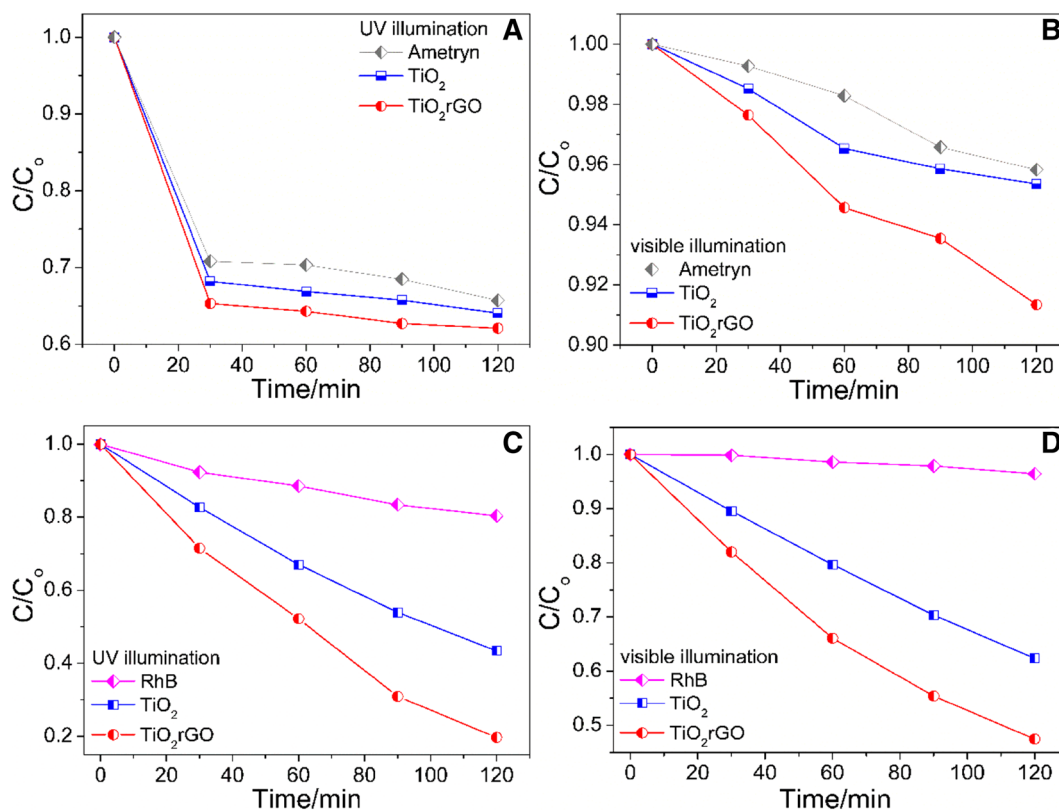 A
UV illumination
Ametryn
TiO2
TiO2rGO
C/Co
1.0
0.9
0.8
0.7
0.6
0 20 40 60 80 100 120
Time/min
B
visible illumination
Ametryn
TiO2
TiO2rGO
C/Co
1.00
0.98
0.96
0.94
0.92
0.90
0 20 40 60 80 100 120
Time/min
C
UV illumination
RhB
TiO2
TiO2rGO
C/Co
1.0
0.8
0.6
0.4
0.2
0 20 40 60 80 100 120
Time/min
D
visible illumination
RhB
TiO2
TiO2rGO
C/Co
1.0
0.9
0.8
0.7
0.6
0.5
0 20 40 60 80 100 120
Time/min